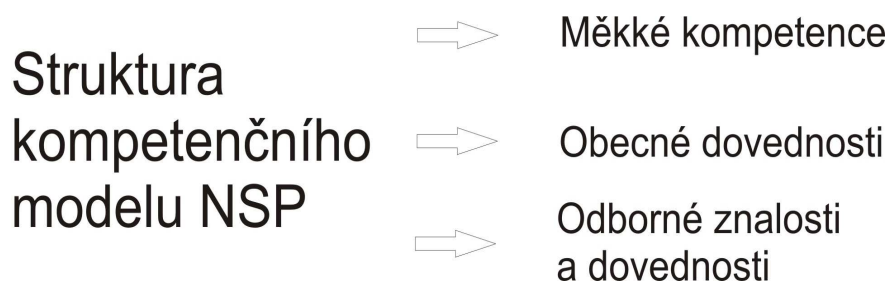 Struktura
kompetenčního
modelu NSP
Měkké kompetence
Obecné dovednosti
Odborné znalosti
a dovednosti